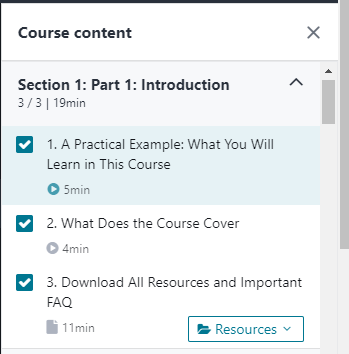 Course content
Section 1: Part 1: Introduction
3 / 3 | 19min
1. A Practical Example: What You Will
Learn in This Course
5min
2. What Does the Course Cover
4min
3. Download All Resources and Important
FAQ
11min
Resources